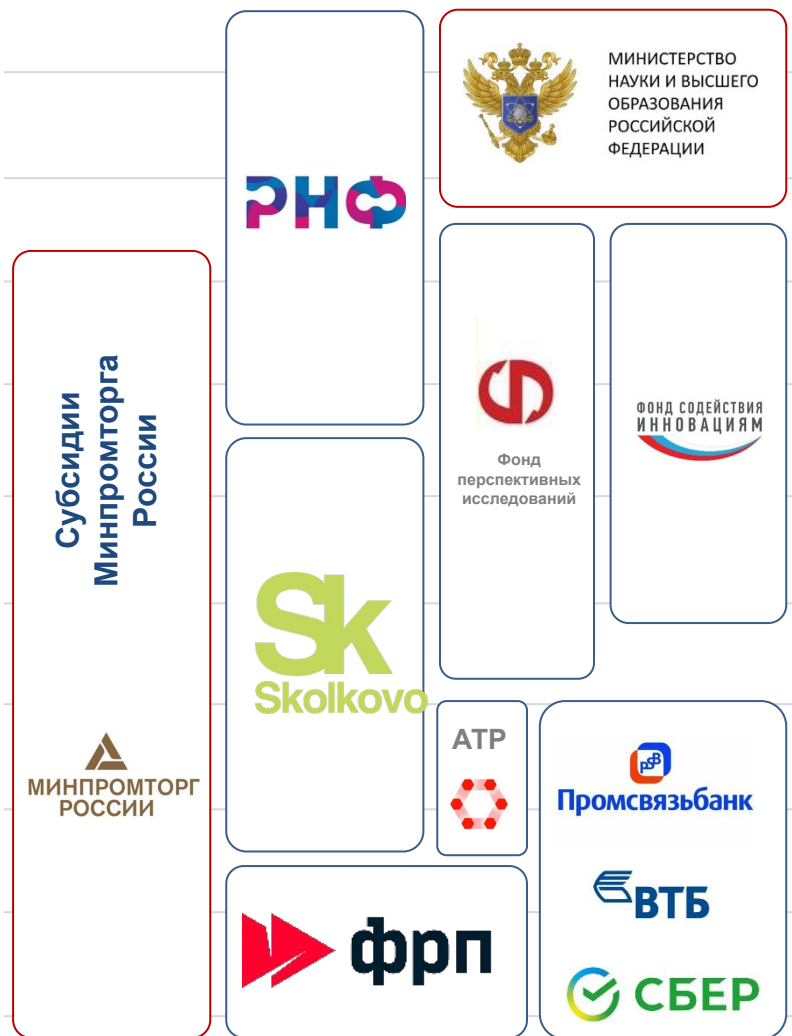 РНФ
МИНИСТЕРСТВО
НАУКИ И ВЫСШЕГО
ОБРАЗОВАНИЯ
РОССИЙСКОЙ
ФЕДЕРАЦИИ
Субсидии
Минпромторга
России
МИНПРОМТОРГ
РОССИИ
Sk
Skolkovo
Фонд
перспективных
исследований
ФОНД СОДЕЙСТВИЯ
ИННОВАЦИЯМ
АТР
PSB
Промсвязьбанк
ВТБ
СБЕР
фрп